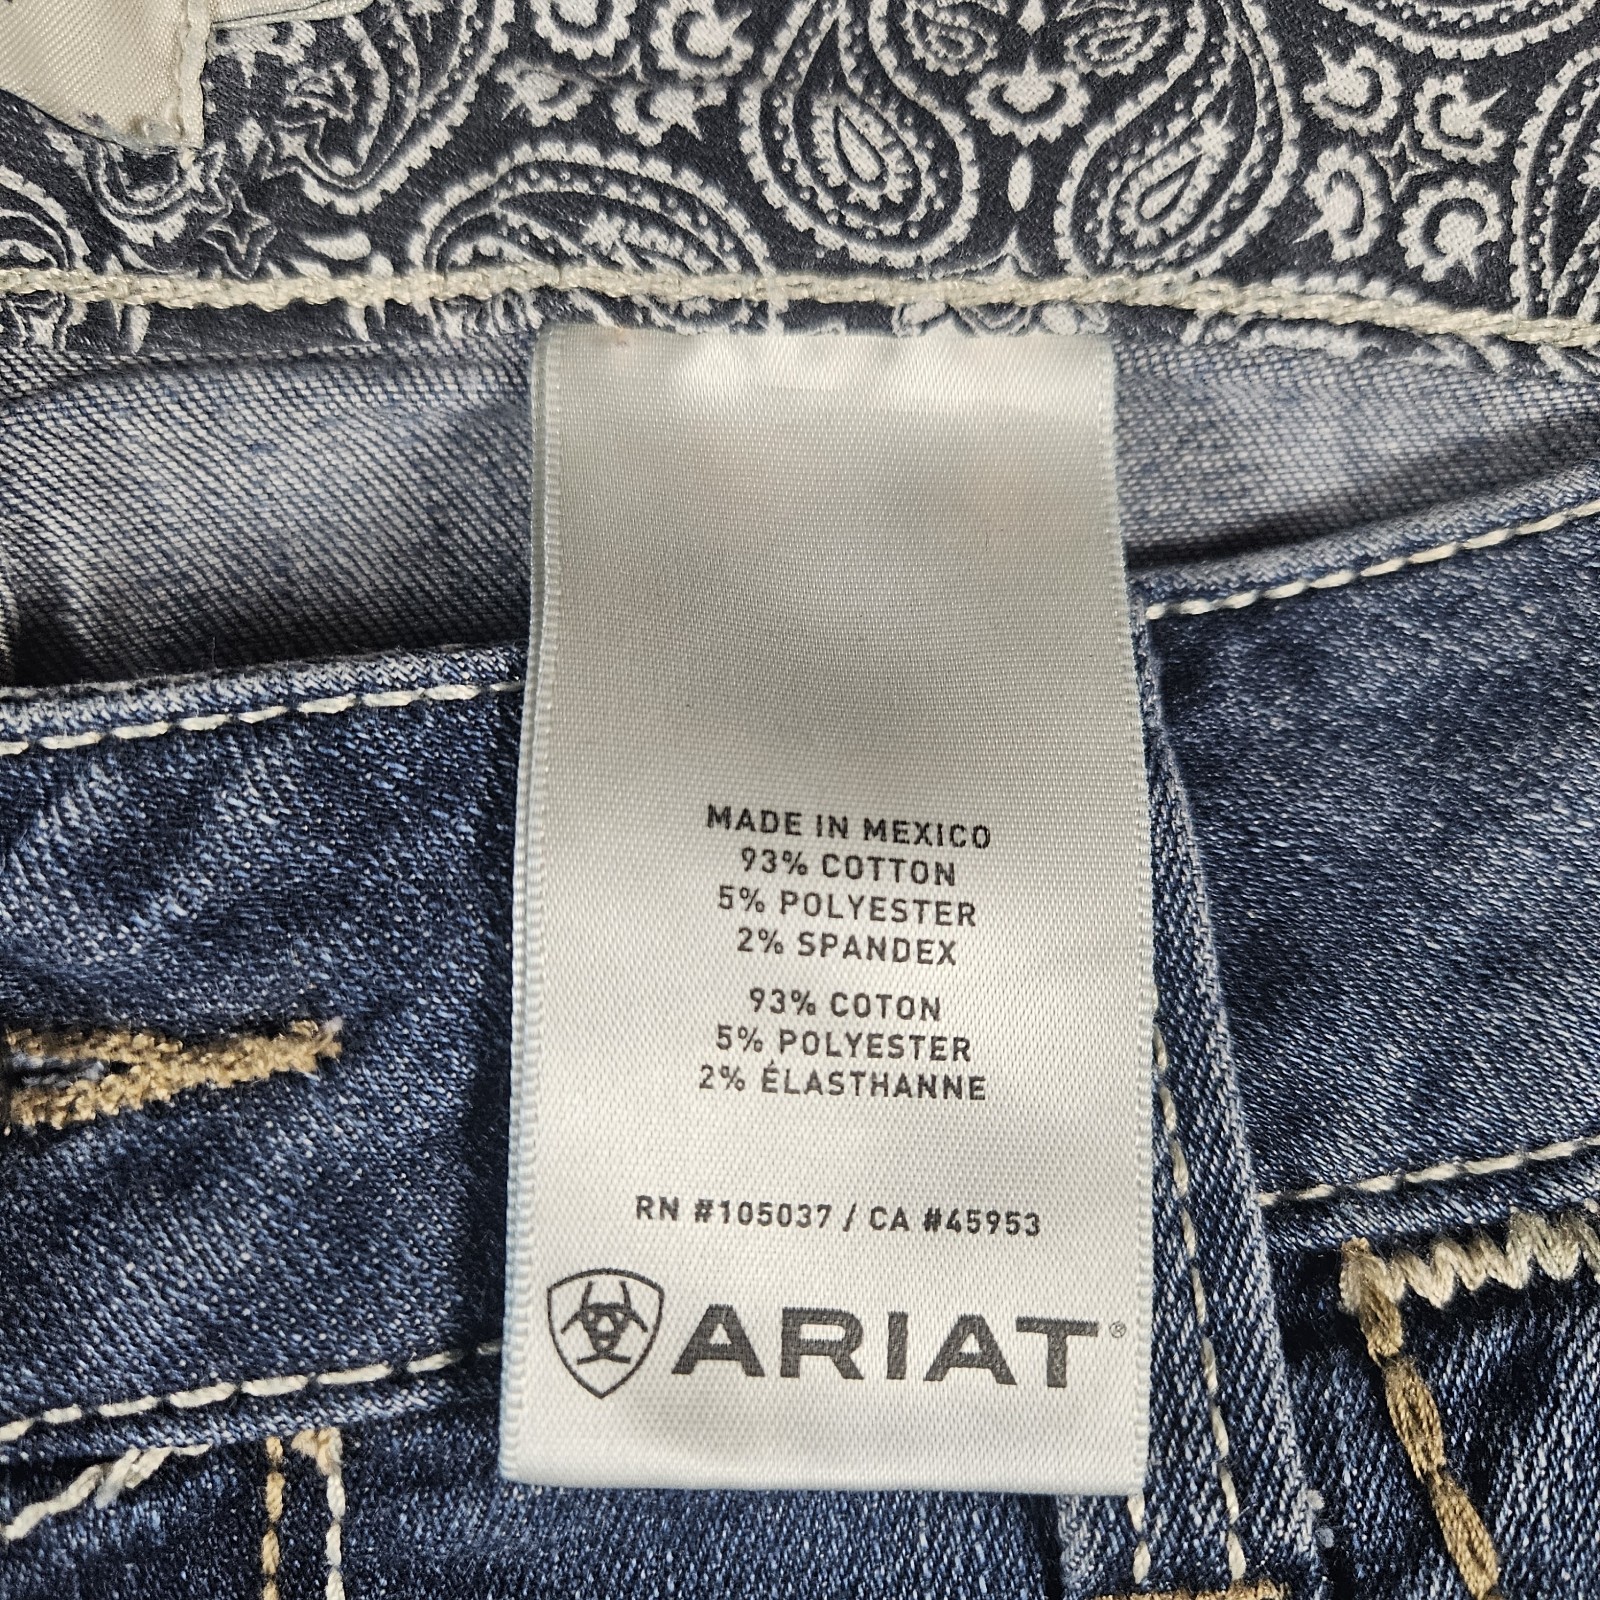 MADE IN MEXICO
93% COTTON
5% POLYESTER
2% SPANDEX
93% COTON
5% POLYESTER
2% ÉLASTHANNE
RN #105037 / CA #45953
ARIAT®